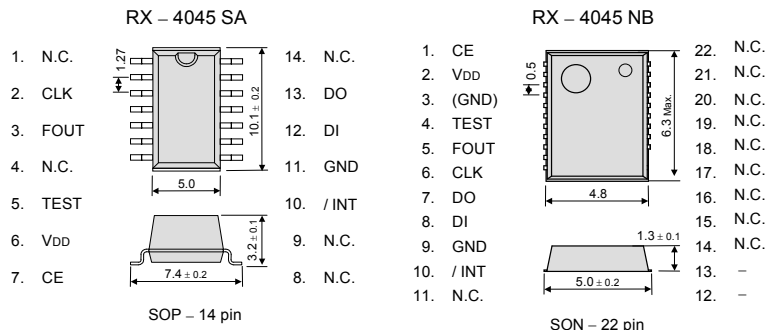 RX – 4045 SA
1. N.C.
2. CLK
3. FOUT
4. N.C.
5. TEST
6. VDD
7. CE
14. N.C.
13. DO
12. DI
11. GND
10. / INT
9. N.C.
8. N.C.
1.27
10.1 ± 0.2
5.0
3.2 ± 0.1
7.4 ± 0.2
SOP – 14 pin
RX – 4045 NB
1. CE
2. VDD
3. (GND)
4. TEST
5. FOUT
6. CLK
7. DO
8. DI
9. GND
10. / INT
11. N.C.
22. N.C.
21. N.C.
20. N.C.
19. N.C.
18. N.C.
17. N.C.
16. N.C.
15. N.C.
14. N.C.
13. –
12. –
0.5
6.3 Max.
4.8
1.3 ± 0.1
5.0 ± 0.2
SON – 22 pin